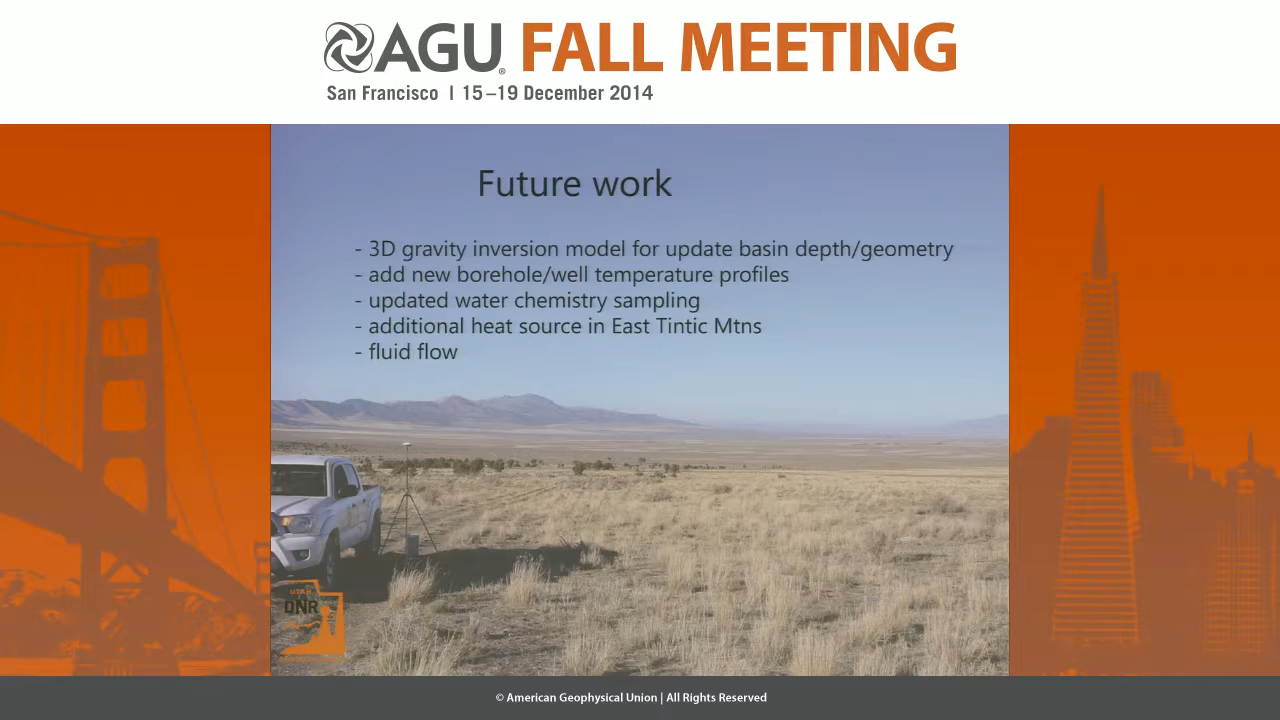 AGU® FALL MEETING
San Francisco | 15–19 December 2014
Future work
- 3D gravity inversion model for update basin depth/geometry
- add new borehole/well temperature profiles
- updated water chemistry sampling
- additional heat source in East Tintic Mtns
- fluid flow
UTAH
DNR
© American Geophysical Union | All Rights Reserved